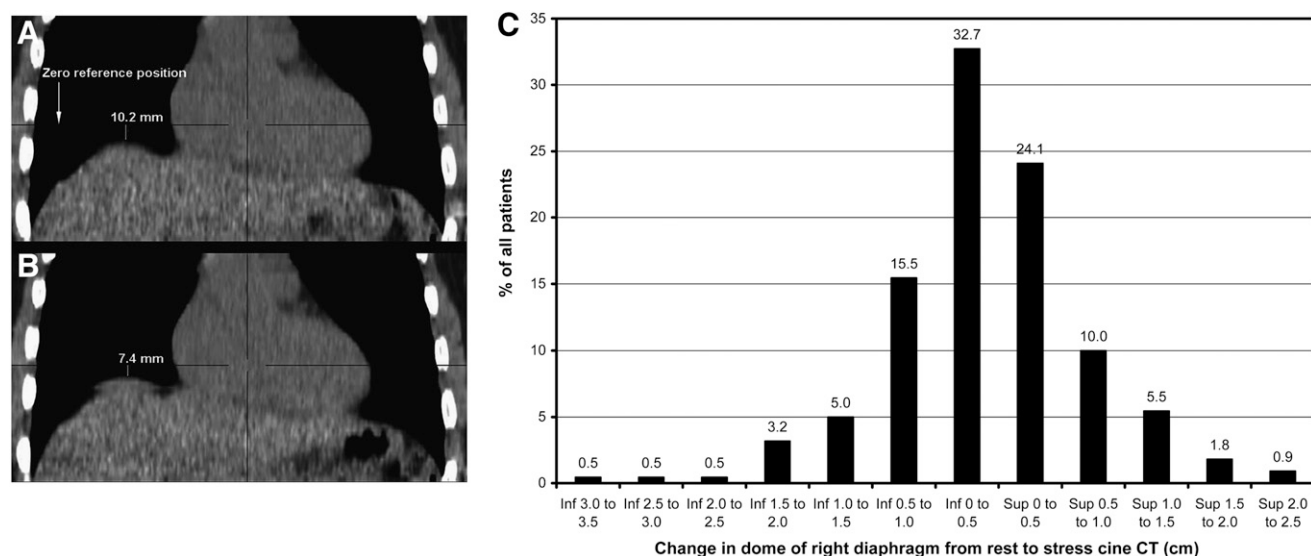 A
Zero reference position
10.2 mm
B
7.4 mm
C
% of all patients
35
30
25
20
15
10
5
0
0.5
0.5
0.5
3.2
5.0
15.5
32.7
24.1
10.0
5.5
1.8
0.9
Inf 3.0 to
3.5
Inf 2.5 to
3.0
Inf 2.0 to
2.5
Inf 1.5 to
2.0
Inf 1.0 to
1.5
Inf 0.5 to
1.0
Inf 0 to
0.5
Sup 0 to
0.5
Sup 0.5
to 1.0
Sup 1.0
to 1.5
Sup 1.5
to 2.0
Sup 2.0
to 2.5
Change in dome of right diaphragm from rest to stress cine CT (cm)